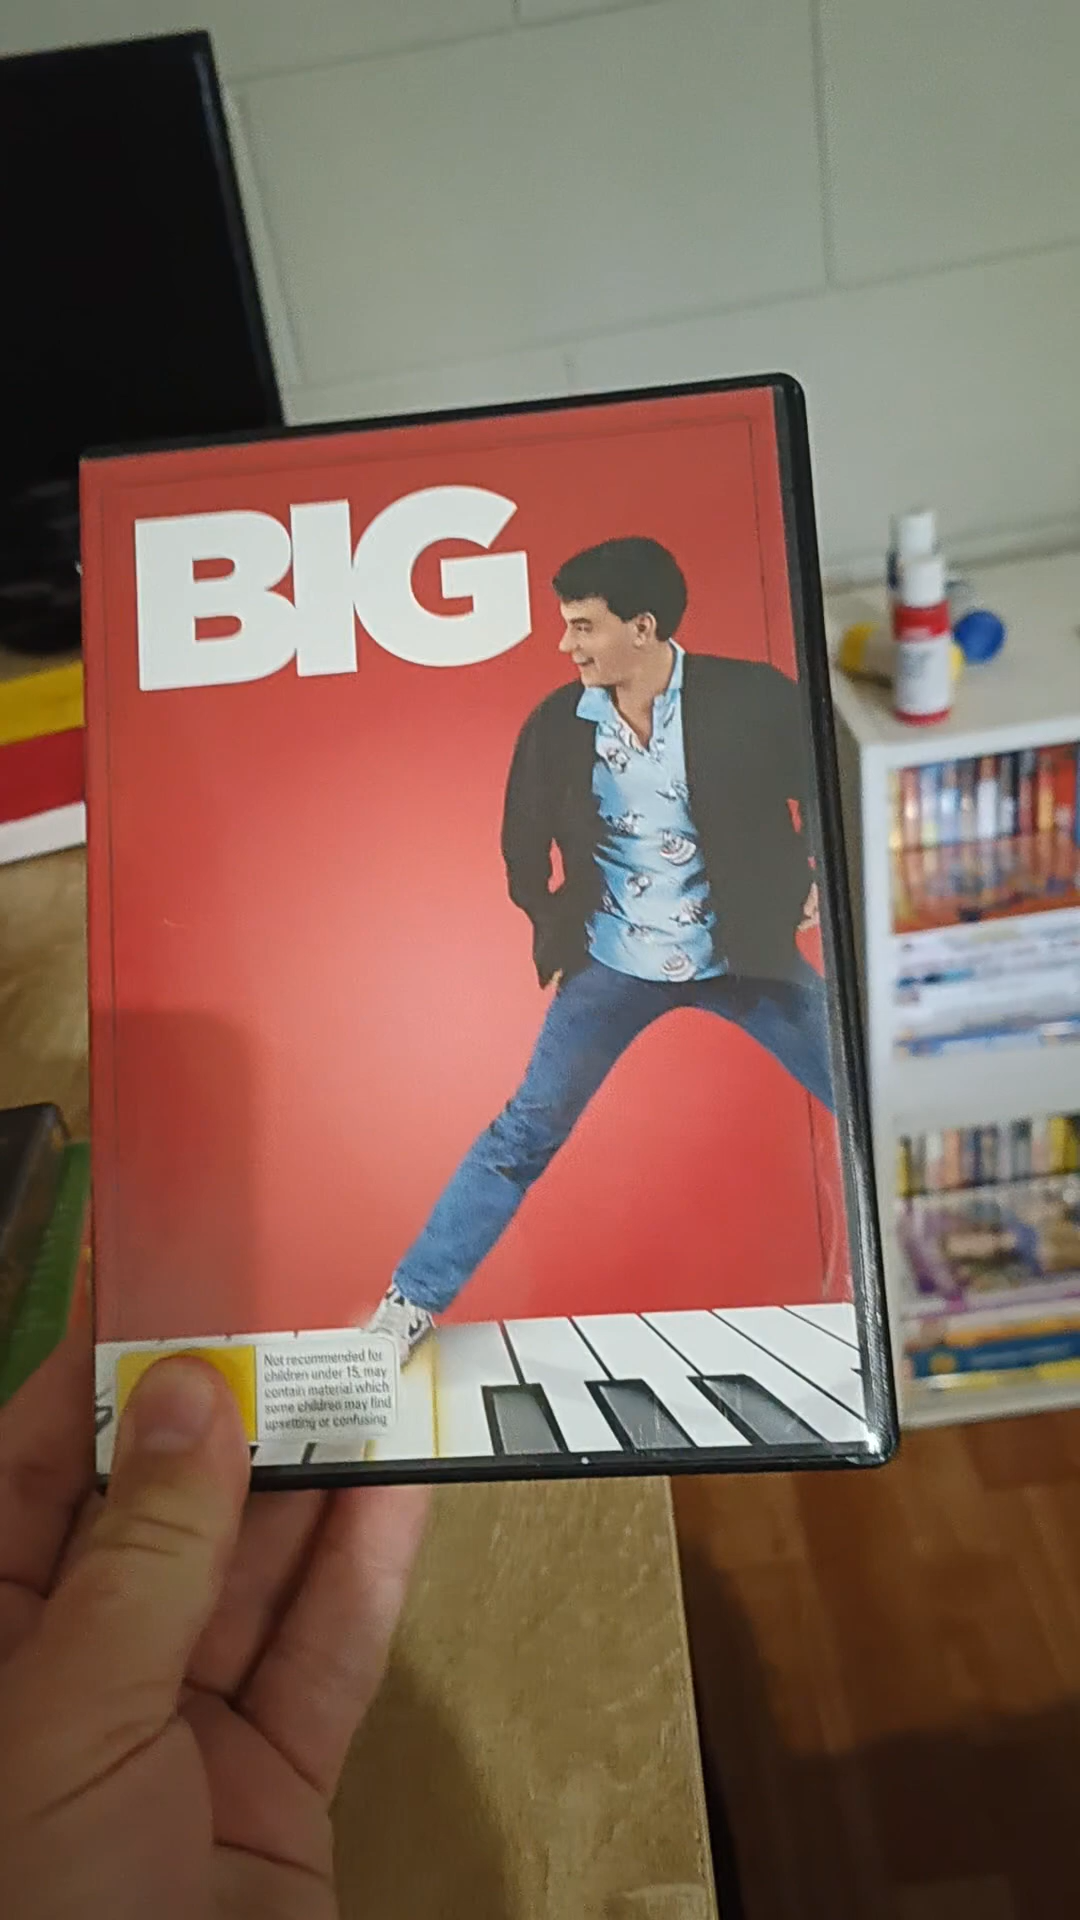 BIG
Not recommended for
children under 15, may
contain material which
some children may find
upsetting or confusing